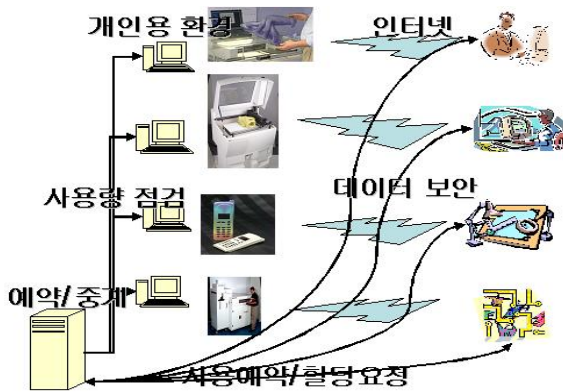 개인용 환경
인터넷
사용량 점검
데이터 보안
예약/중계
사용예약/할당요청